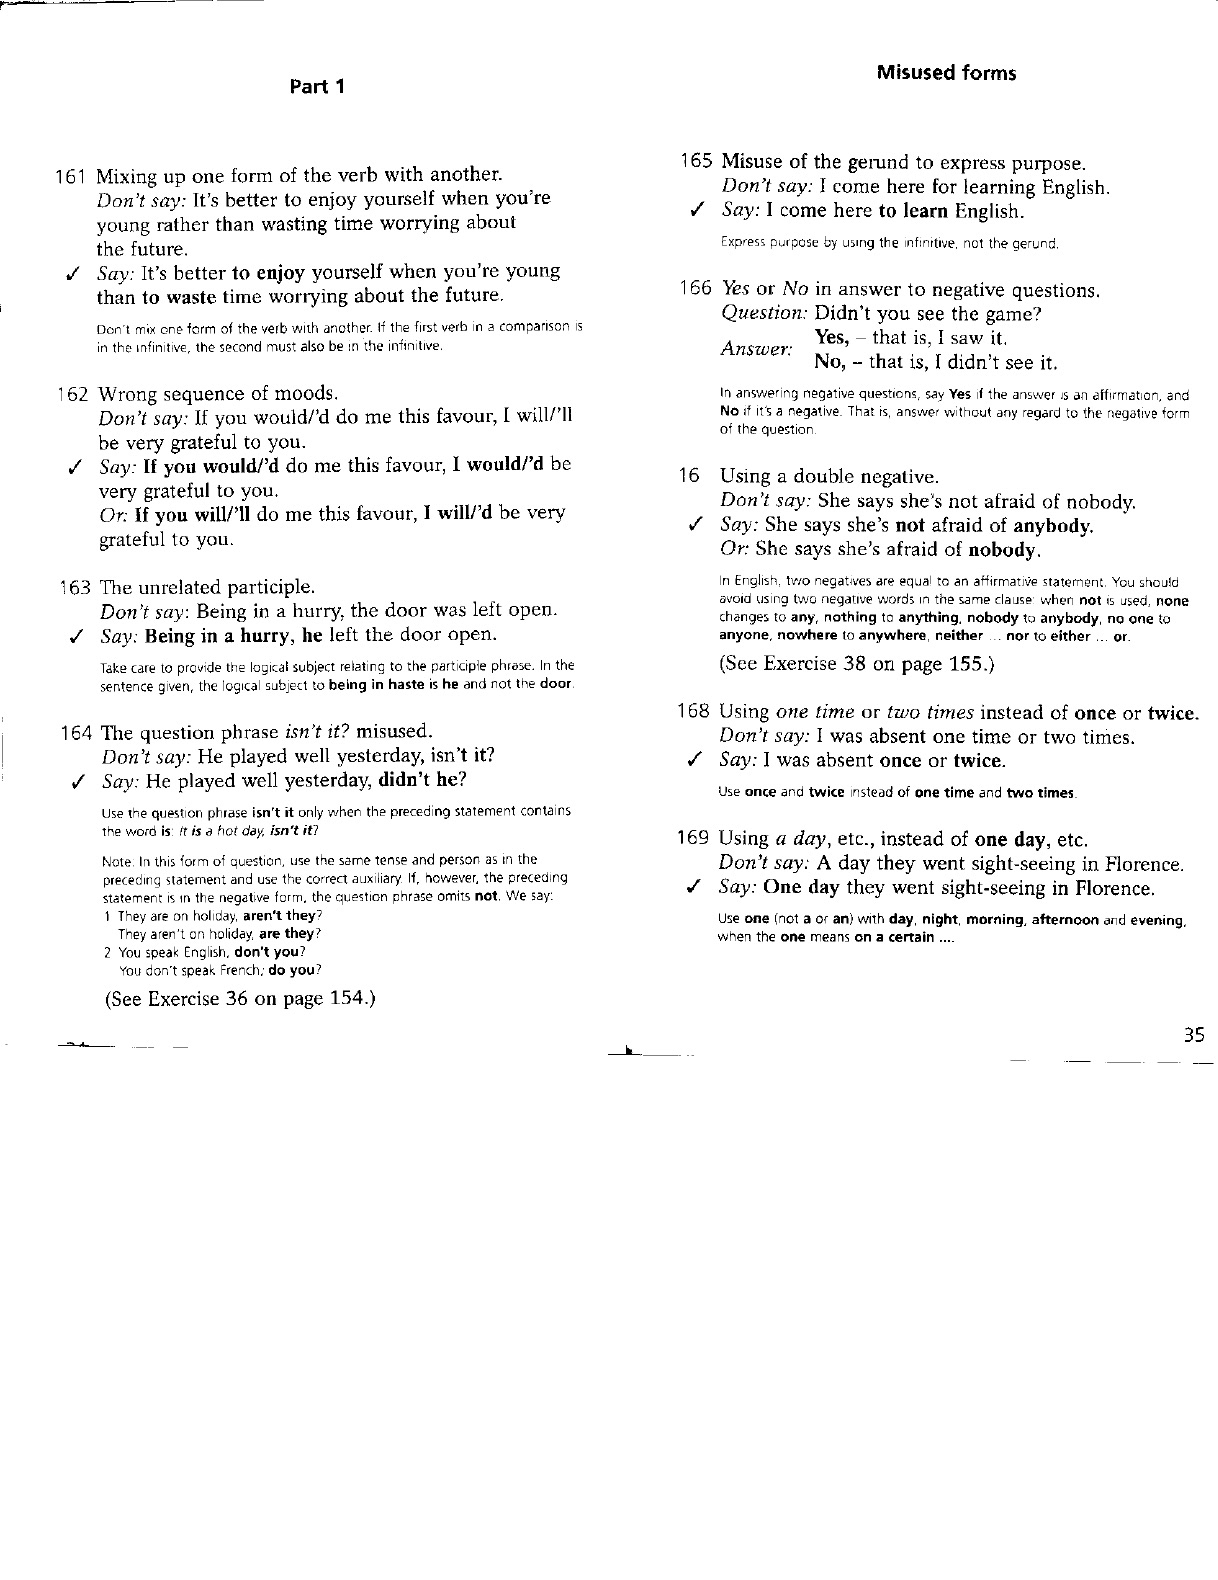 Part 1
161 Mixing up one form of the verb with another.
Don't say: It's better to enjoy yourself when you're
young rather than wasting time worrying about
the future.
✓ Say: It's better to enjoy yourself when you're young
than to waste time worrying about the future.
Don't mix one form of the verb with another. If the first verb in a comparison is
in the infinitive, the second must also be in the infinitive.
162 Wrong sequence of moods.
Don't say: If you would/'d do me this favour, I will/'ll
be very grateful to you.
✓ Say: If you would/'d do me this favour, I would/'d be
very grateful to you.
Or: If you will/'ll do me this favour, I will/'d be very
grateful to you.
163 The unrelated participle.
Don't say: Being in a hurry, the door was left open.
✓ Say: Being in a hurry, he left the door open.
Take care to provide the logical subject relating to the participle phrase. In the
sentence given, the logical subject to being in haste is he and not the door.
164 The question phrase isn't it? misused.
Don't say: He played well yesterday, isn't it?
✓ Say: He played well yesterday, didn't he?
Use the question phrase isn't it only when the preceding statement contains
the word is: It is a hot day, isn't it?
Note: In this form of question, use the same tense and person as in the
preceding statement and use the correct auxiliary. If, however, the preceding
statement is in the negative form, the question phrase omits not. We say:
1 They are on holiday, aren't they?
They aren't on holiday, are they?
2 You speak English, don't you?
You don't speak French; do you?
(See Exercise 36 on page 154.)
Misused forms
165 Misuse of the gerund to express purpose.
Don't say: I come here for learning English.
✓ Say: I come here to learn English.
Express purpose by using the infinitive, not the gerund.
166 Yes or No in answer to negative questions.
Question: Didn't you see the game?
Answer: Yes, – that is, I saw it.
No, – that is, I didn't see it.
In answering negative questions, say Yes if the answer is an affirmation, and
No if it's a negative. That is, answer without any regard to the negative form
of the question.
16 Using a double negative.
Don't say: She says she's not afraid of nobody.
✓ Say: She says she's not afraid of anybody.
Or: She says she's afraid of nobody.
In English, two negatives are equal to an affirmative statement. You should
avoid using two negative words in the same clause: when not is used, none
changes to any, nothing to anything, nobody to anybody, no one to
anyone, nowhere to anywhere, neither ... nor to either ... or.
(See Exercise 38 on page 155.)
168 Using one time or two times instead of once or twice.
Don't say: I was absent one time or two times.
✓ Say: I was absent once or twice.
Use once and twice instead of one time and two times.
169 Using a day, etc., instead of one day, etc.
Don't say: A day they went sight-seeing in Florence.
✓ Say: One day they went sight-seeing in Florence.
Use one (not a or an) with day, night, morning, afternoon and evening,
when the one means on a certain ....
35